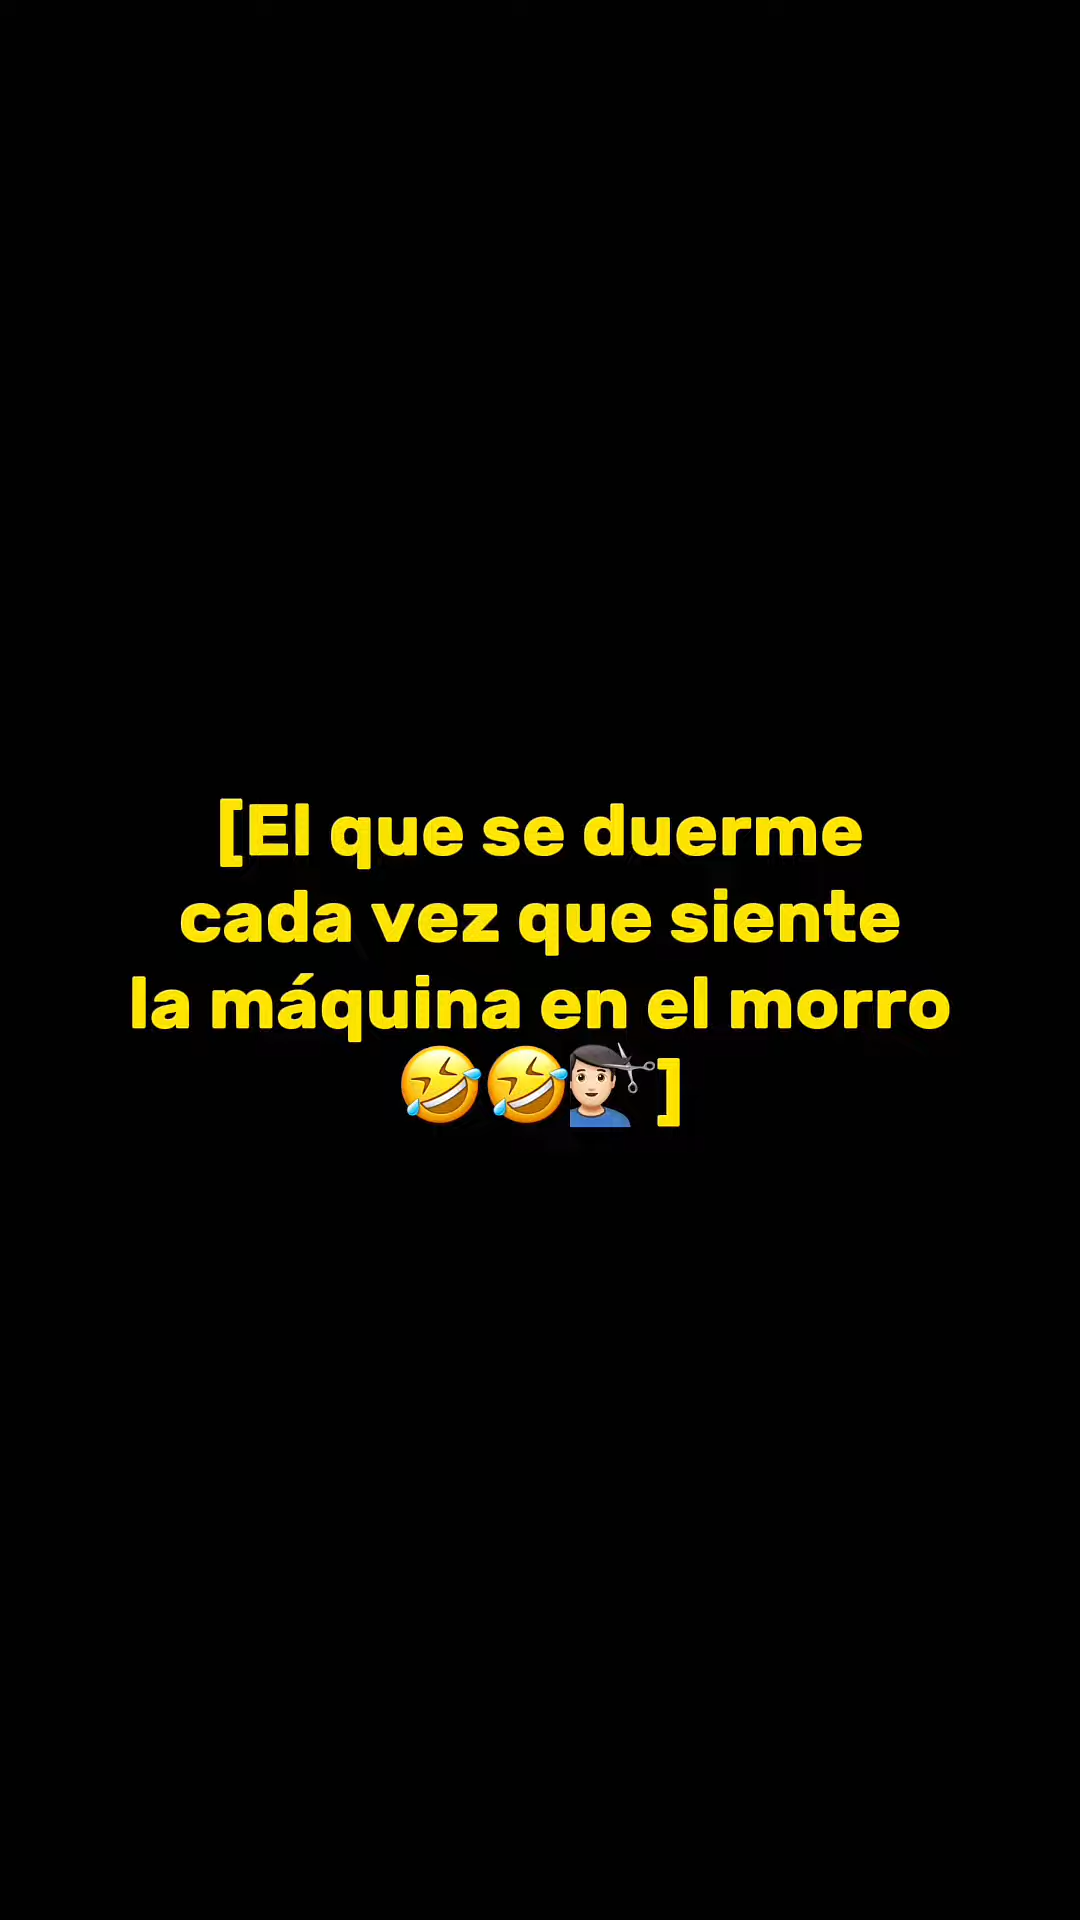 [El que se duerme
cada vez que siente
la máquina en el morro
🤣🤣💇🏻‍♂️]